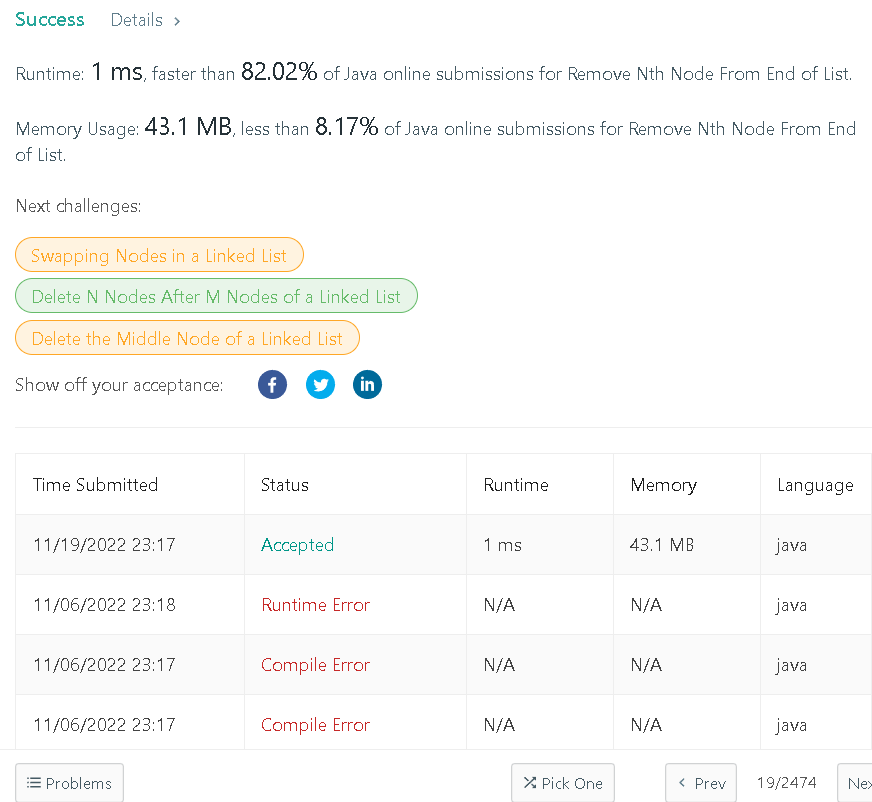 Success Details >
Runtime: 1 ms, faster than 82.02% of Java online submissions for Remove Nth Node From End of List.
Memory Usage: 43.1 MB, less than 8.17% of Java online submissions for Remove Nth Node From End
of List.
Next challenges:
Swapping Nodes in a Linked List
Delete N Nodes After M Nodes of a Linked List
Delete the Middle Node of a Linked List
Show off your acceptance: f in
Time Submitted Status Runtime Memory Language
11/19/2022 23:17 Accepted 1 ms 43.1 MB java
11/06/2022 23:18 Runtime Error N/A N/A java
11/06/2022 23:17 Compile Error N/A N/A java
11/06/2022 23:17 Compile Error N/A N/A java
Problems Pick One < Prev 19/2474